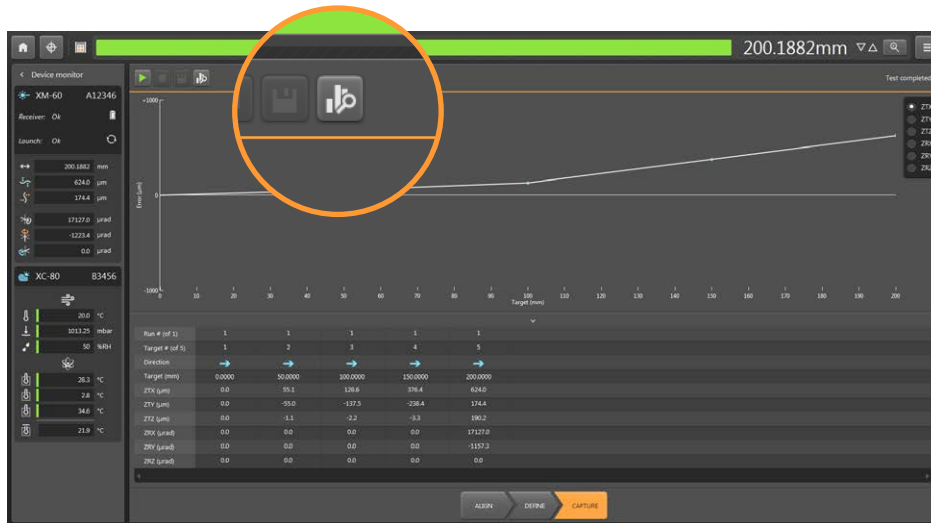 200.1882mm
< Device monitor
Test completed
XM-60 A12346
Receiver: Ok
Launch: Ok
200.1882 mm
624.0 µm
174.4 µm
17127.0 µrad
-1223.4 µrad
0.0 µrad
XC-80 B3456
20.0 °C
1013.25 mbar
50 %RH
28.3 °C
2.8 °C
34.6 °C
21.9 °C
+1000
0
-1000
Error (µm)
0 10 20 30 40 50 60 70 80 90 100 110 120 130 140 150 160 170 180 190 200
Target (mm)
ZTX
ZTY
ZTZ
ZRX
ZRY
ZRZ
Run # (of 1) 1 1 1 1 1
Target # (of 5) 1 2 3 4 5
Direction
Target (mm) 0.0000 50.0000 100.0000 150.0000 200.0000
ZTX (µm) 0.0 55.1 128.6 376.4 624.0
ZTY (µm) 0.0 -55.0 -137.5 -238.4 174.4
ZTZ (µm) 0.0 -1.1 -2.2 -3.3 190.2
ZRX (µrad) 0.0 0.0 0.0 0.0 17127.0
ZRY (µrad) 0.0 0.0 0.0 0.0 -1157.3
ZRZ (µrad) 0.0 0.0 0.0 0.0 0.0
ALIGN DEFINE CAPTURE